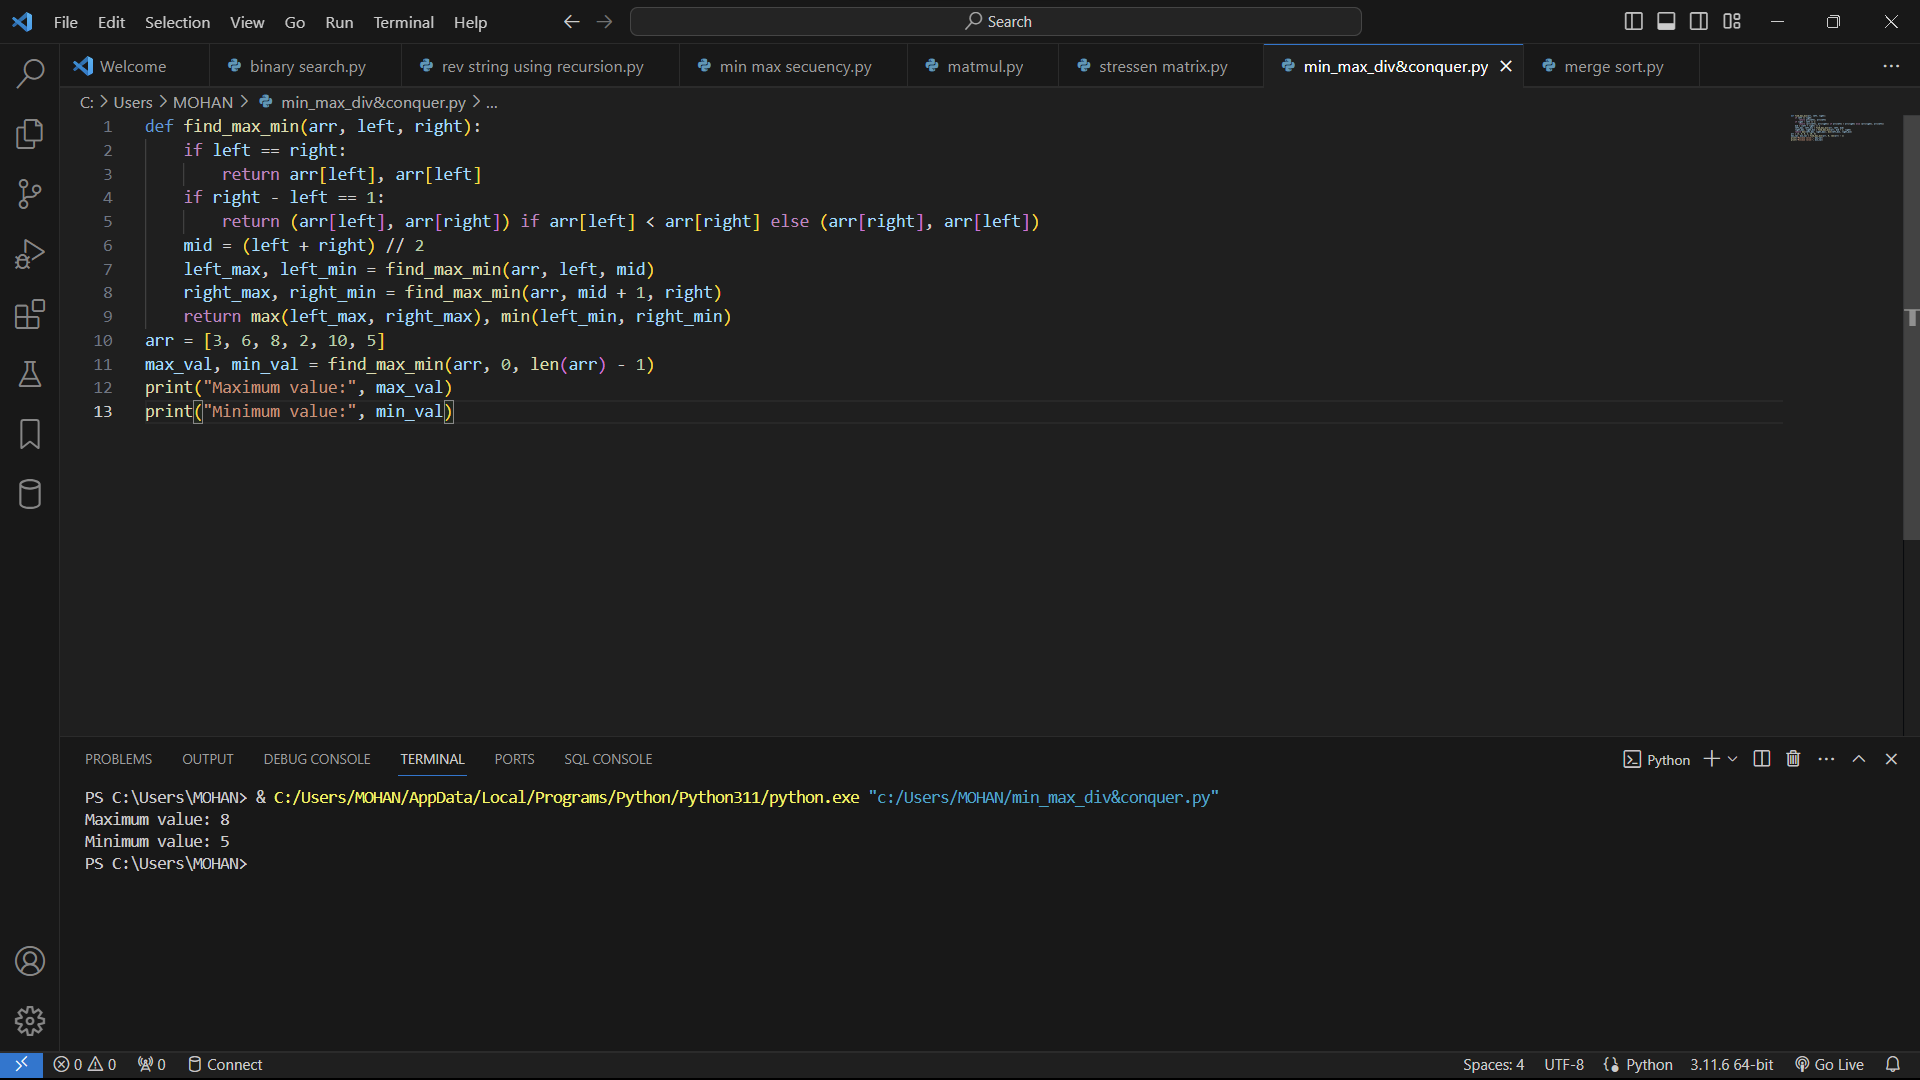 File Edit Selection View Go Run Terminal Help Search
Welcome binary search.py rev string using recursion.py min max secuency.py matmul.py stressen matrix.py min_max_div&conquer.py merge sort.py
C: > Users > MOHAN > min_max_div&conquer.py > ...
1 def find_max_min(arr, left, right):
2     if left == right:
3         return arr[left], arr[left]
4     if right - left == 1:
5         return (arr[left], arr[right]) if arr[left] < arr[right] else (arr[right], arr[left])
6     mid = (left + right) // 2
7     left_max, left_min = find_max_min(arr, left, mid)
8     right_max, right_min = find_max_min(arr, mid + 1, right)
9     return max(left_max, right_max), min(left_min, right_min)
10 arr = [3, 6, 8, 2, 10, 5]
11 max_val, min_val = find_max_min(arr, 0, len(arr) - 1)
12 print("Maximum value:", max_val)
13 print("Minimum value:", min_val)
PROBLEMS OUTPUT DEBUG CONSOLE TERMINAL PORTS SQL CONSOLE Python
PS C:\Users\MOHAN> & C:/Users/MOHAN/AppData/Local/Programs/Python/Python311/python.exe "c:/Users/MOHAN/min_max_div&conquer.py"
Maximum value: 8
Minimum value: 5
PS C:\Users\MOHAN>
0 0 0 Connect Spaces: 4 UTF-8 Python 3.11.6 64-bit Go Live